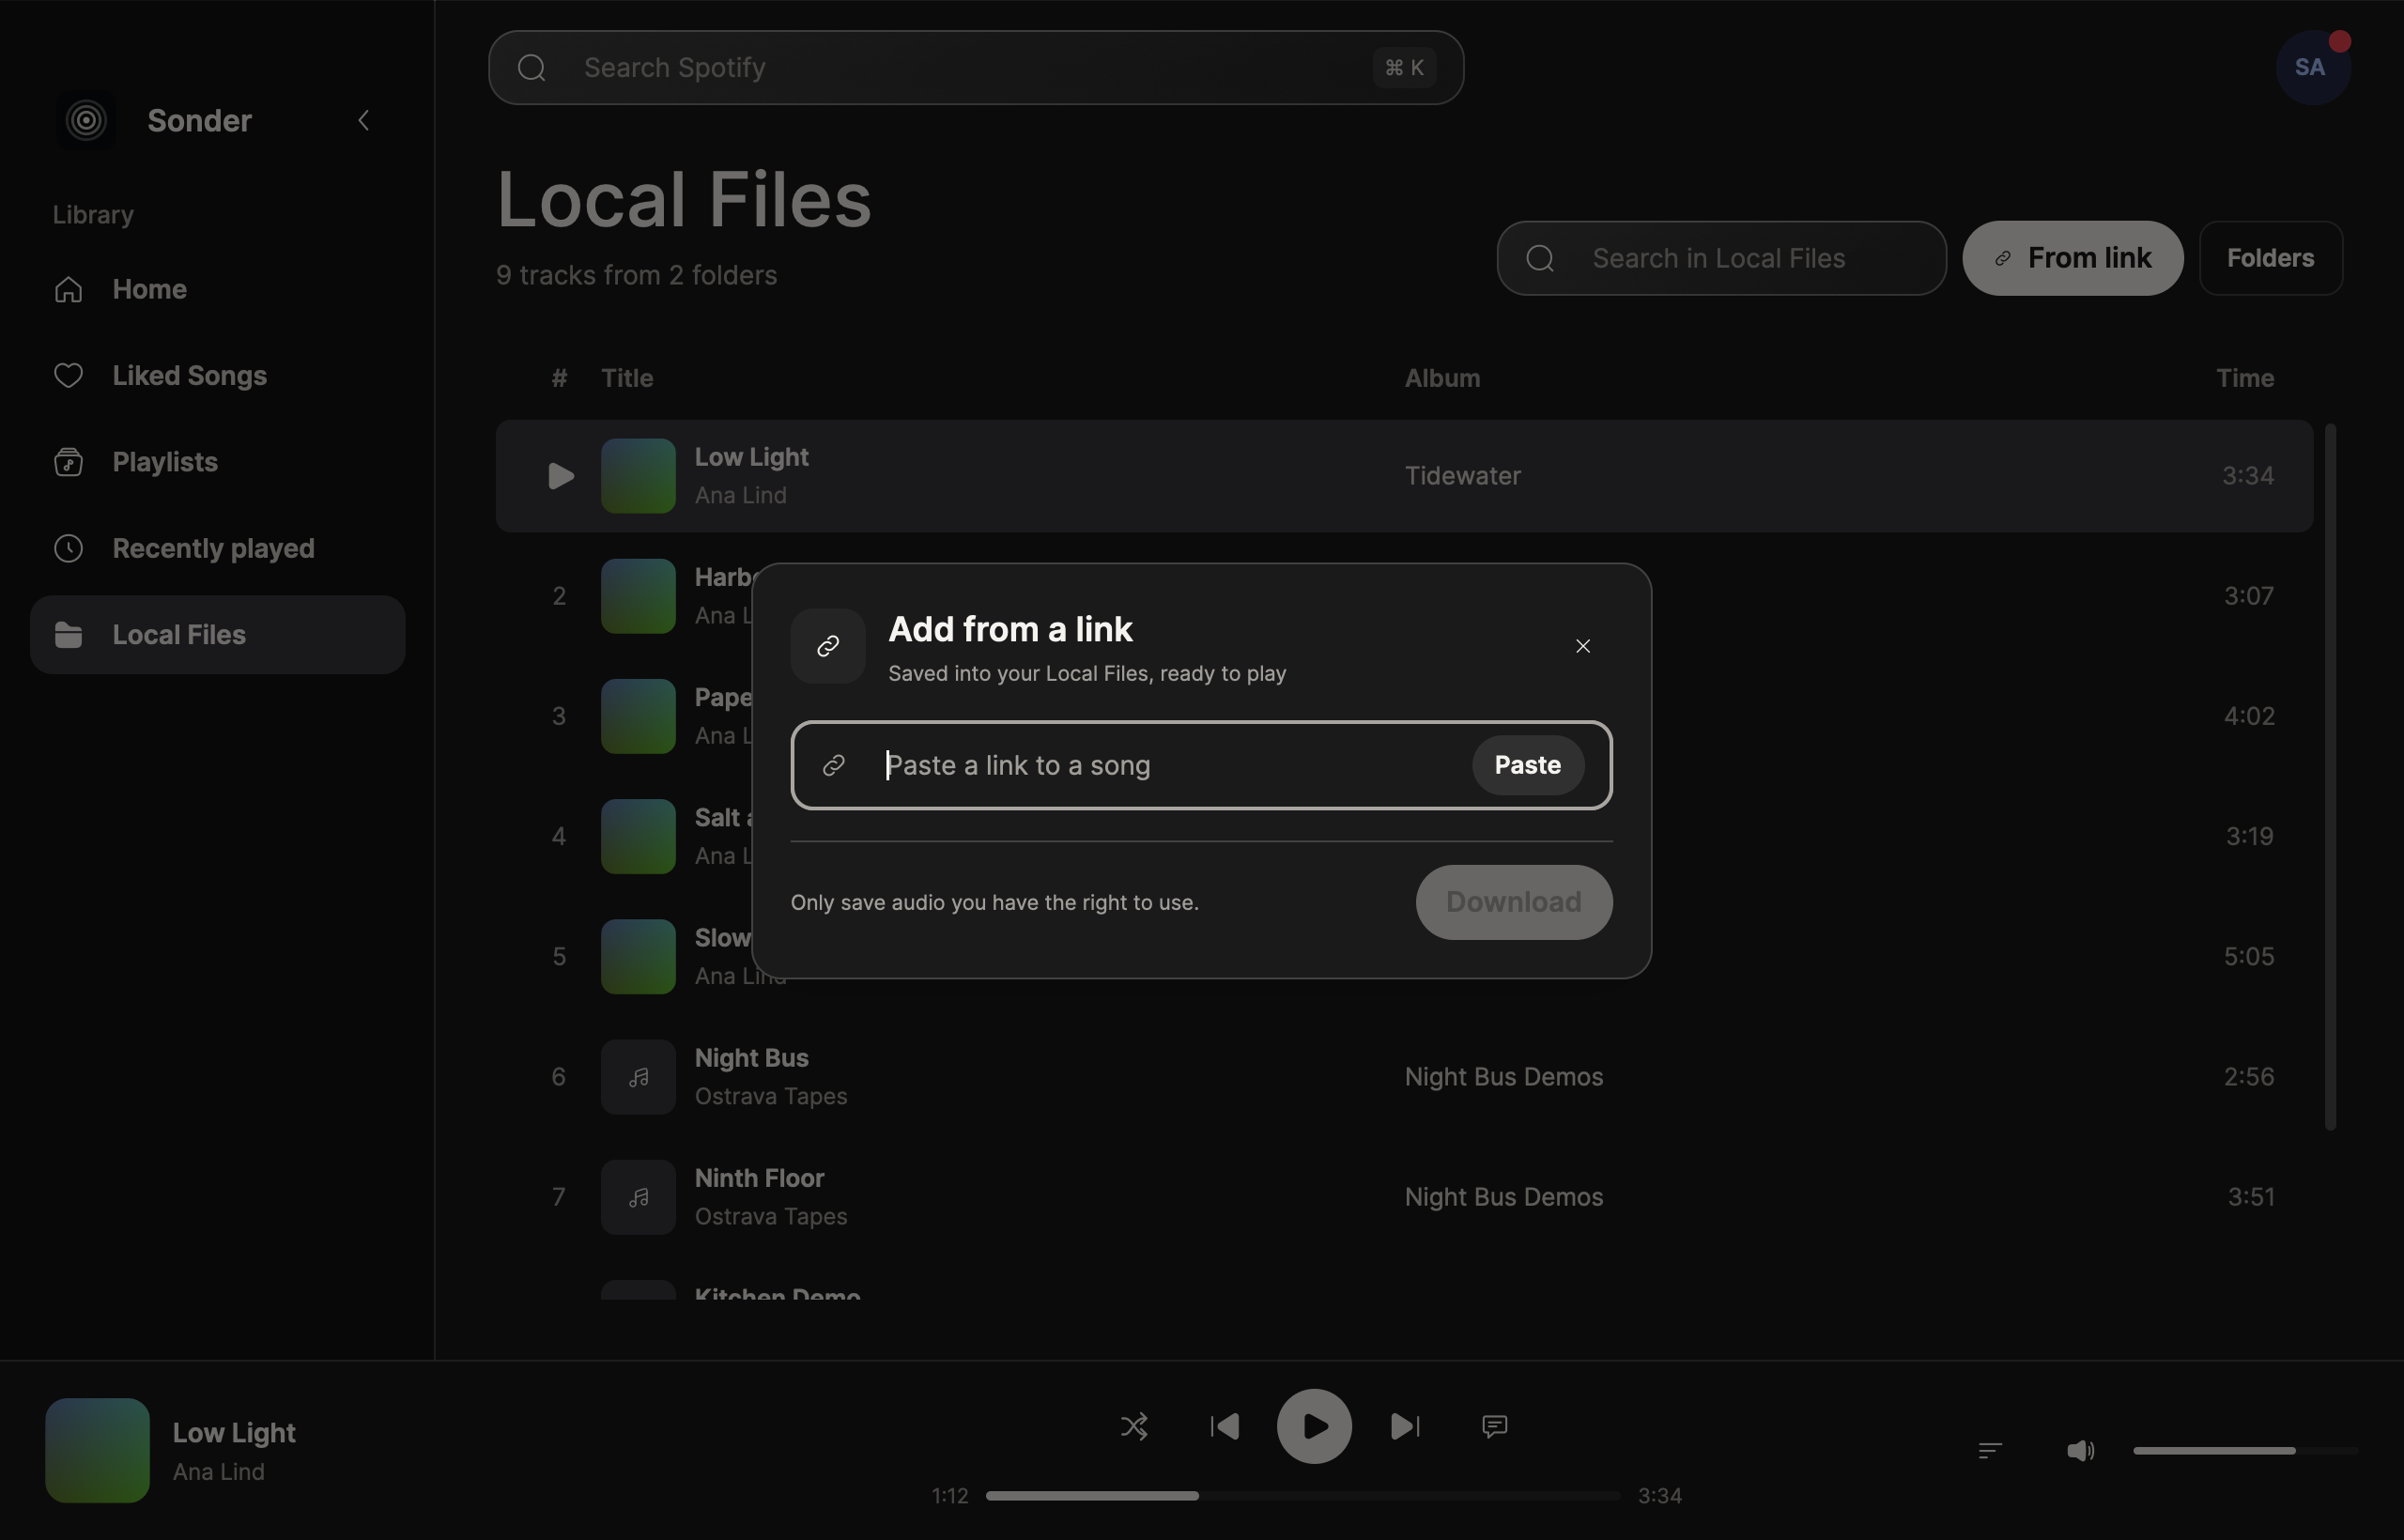 Search Spotify
⌘ K
SA
Sonder
Library
Home
Liked Songs
Playlists
Recently played
Local Files
Local Files
9 tracks from 2 folders
Search in Local Files
From link
Folders
# Title Album Time
Low Light
Ana Lind
Tidewater
3:34
2
3:07
3
4:02
4
Salt
3:19
5
Slow
Ana Lind
5:05
6
Night Bus
Ostrava Tapes
Night Bus Demos
2:56
7
Ninth Floor
Ostrava Tapes
Night Bus Demos
3:51
Kitchen Demo
Add from a link
Saved into your Local Files, ready to play
Paste a link to a song
Paste
Only save audio you have the right to use.
Download
Low Light
Ana Lind
1:12
3:34